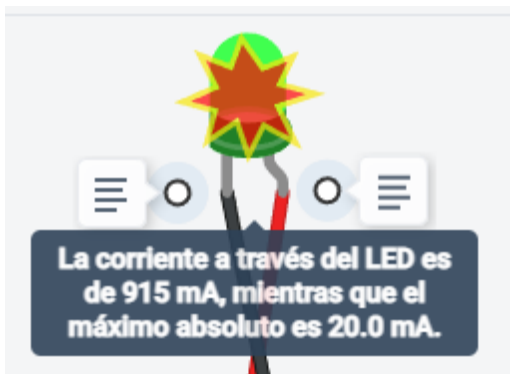 La corriente a través del LED es
de 915 mA, mientras que el
máximo absoluto es 20.0 mA.